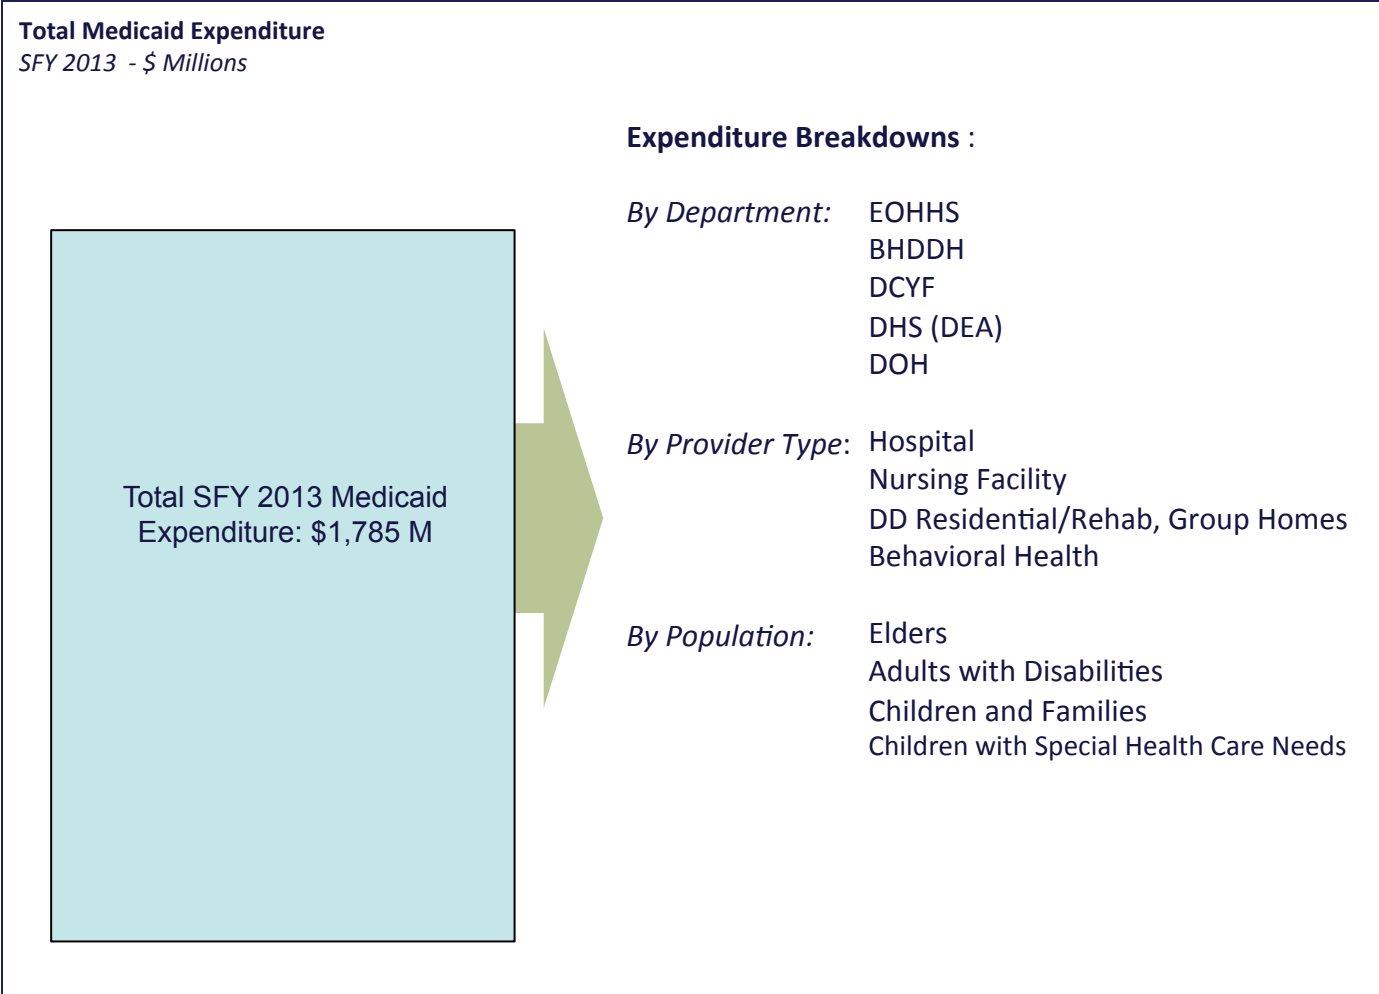 Total Medicaid Expenditure
SFY 2013 - $ Millions
Expenditure Breakdowns :
By Department: EOHHS
BHDDH
DCYF
DHS (DEA)
DOH
By Provider Type: Hospital
Nursing Facility
DD Residential/Rehab, Group Homes
Behavioral Health
By Population: Elders
Adults with Disabilities
Children and Families
Children with Special Health Care Needs
Total SFY 2013 Medicaid
Expenditure: $1,785 M